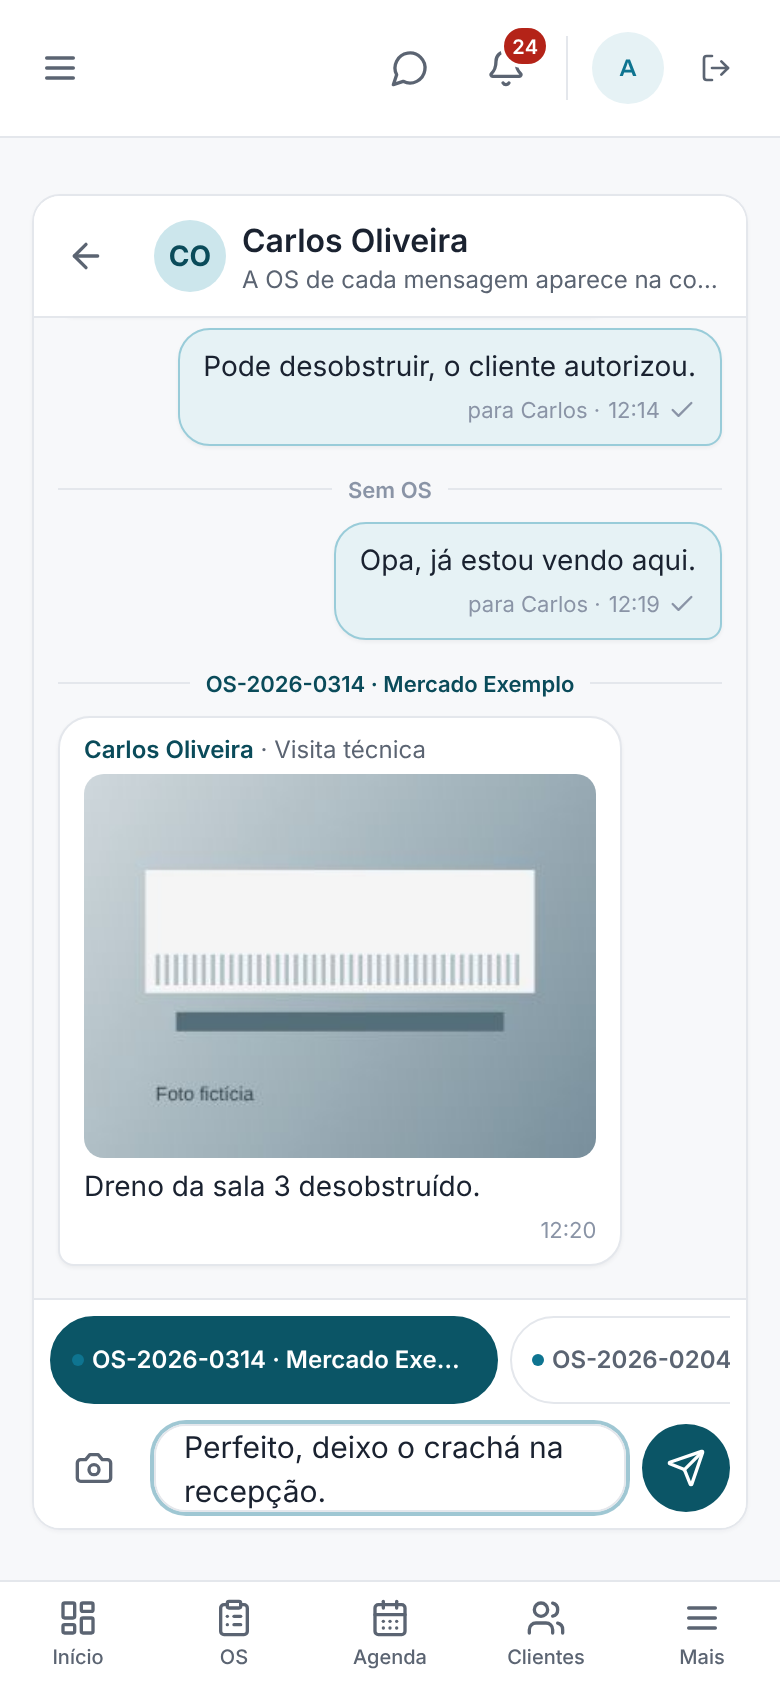 24
A
CO
Carlos Oliveira
A OS de cada mensagem aparece na co...
Pode desobstruir, o cliente autorizou.
para Carlos · 12:14
Sem OS
Opa, já estou vendo aqui.
para Carlos · 12:19
OS-2026-0314 · Mercado Exemplo
Carlos Oliveira · Visita técnica
Foto fictícia
Dreno da sala 3 desobstruído.
12:20
OS-2026-0314 · Mercado Exe...
OS-2026-0204
Perfeito, deixo o crachá na
recepção.
Início
OS
Agenda
Clientes
Mais